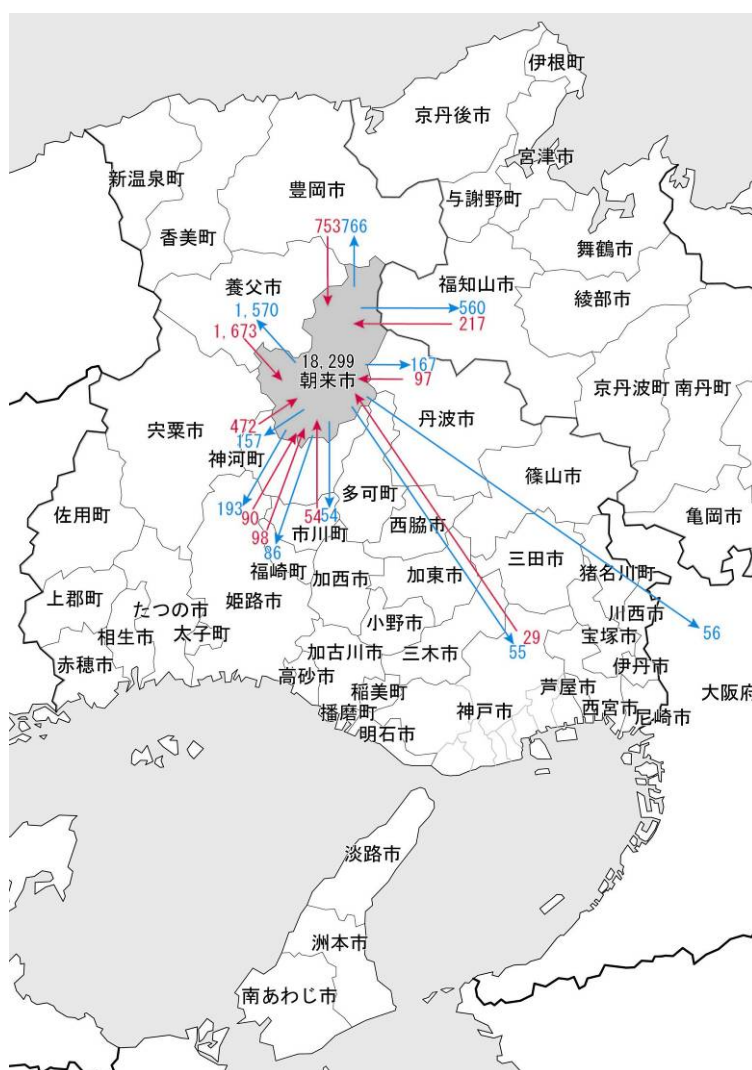 伊根町
京丹後市
宮津市
新温泉町
豊岡市
与謝野町
香美町
753
766
舞鶴市
福知山市
養父市
綾部市
1,570
560
1,673
217
18,299
朝来市
167
97
京丹波町
南丹町
宍粟市
472
157
丹波市
神河町
篠山市
多可町
193
90
54
54
佐用町
98
市川町
西脇市
亀岡市
86
三田市
福崎町
加西市
加東市
猪名川町
上郡町
姫路市
たつの市
川西市
相生市
太子町
小野市
29
宝塚市
56
赤穂市
加古川市
三木市
55
伊丹市
高砂市
稲美町
芦屋市
大阪府
播磨町
神戸市
西宮市
尼崎市
明石市
淡路市
洲本市
南あわじ市